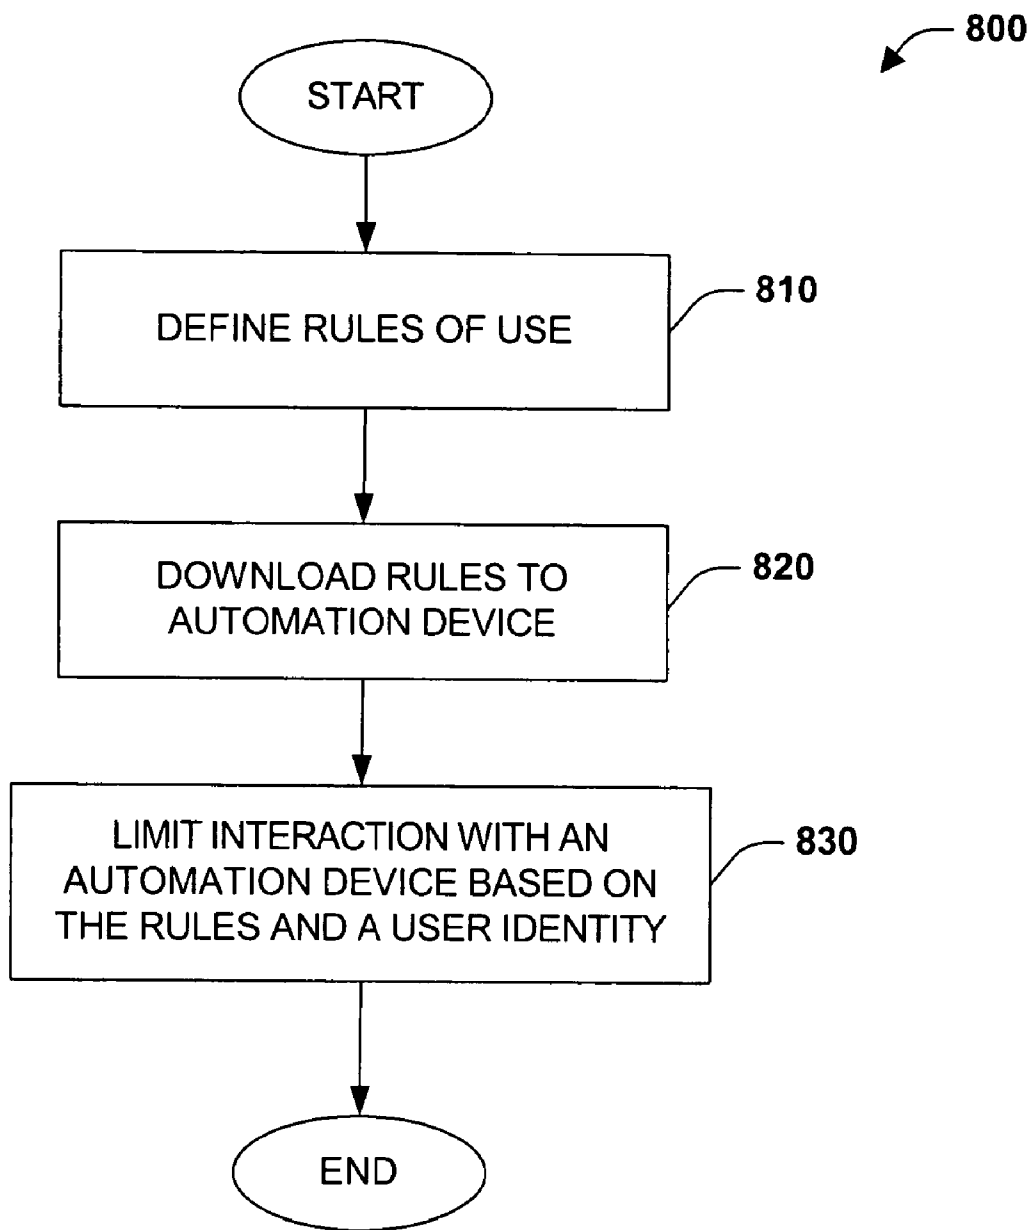 800
START
DEFINE RULES OF USE
810
DOWNLOAD RULES TO
AUTOMATION DEVICE
820
LIMIT INTERACTION WITH AN
AUTOMATION DEVICE BASED ON
THE RULES AND A USER IDENTITY
830
END